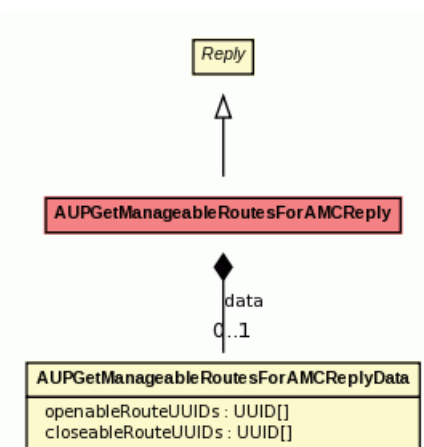 Reply
AUPGetManageableRoutesForAMCReply
data
0..1
AUPGetManageableRoutesForAMCReplyData
openableRouteUUIDs : UUID[]
closeableRouteUUIDs : UUID[]